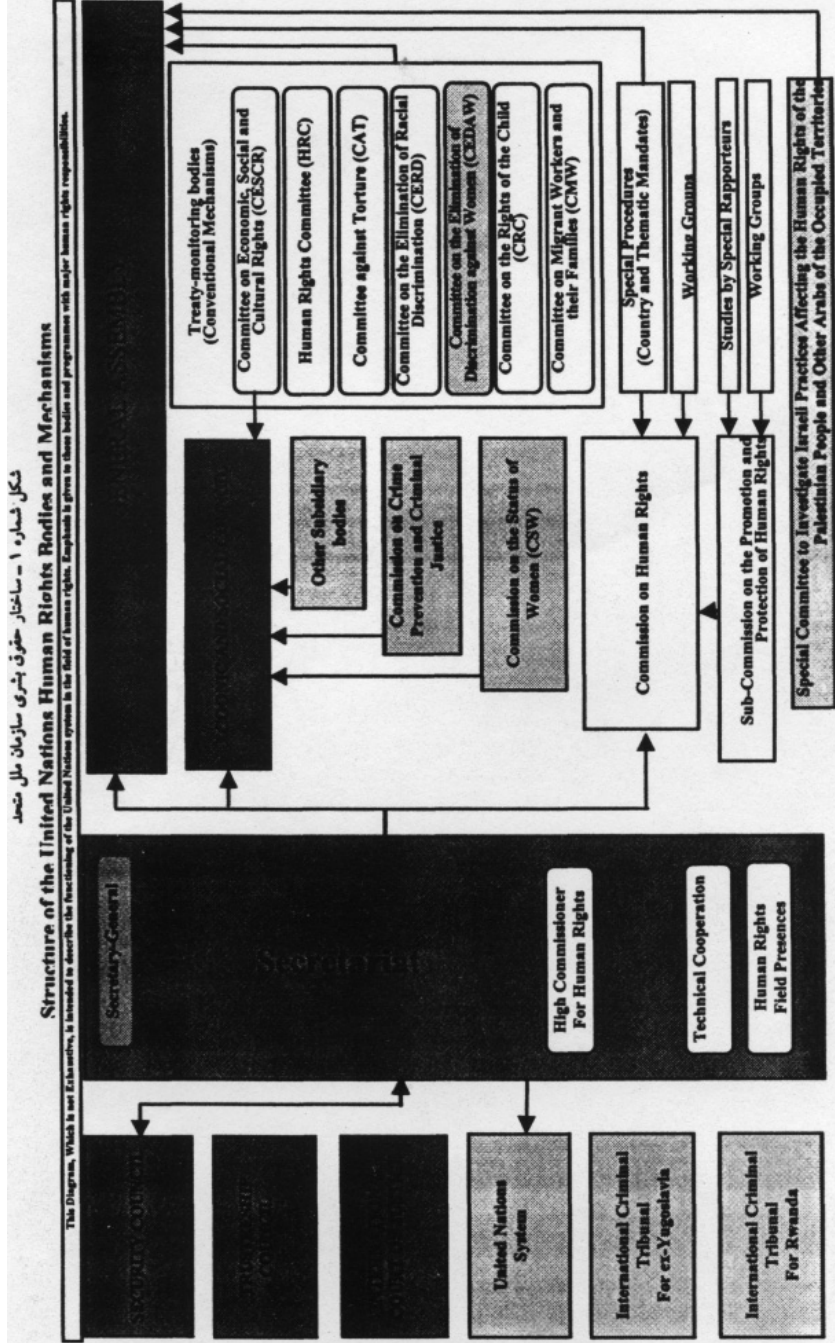 شکل شماره ۱ ــ ساختار حقوق بشری سازمان ملل متحد
Structure of the United Nations Human Rights Bodies and Mechanisms
This Diagram, Which is not Exhaustive, is intended to describe the functioning of the United Nations system in the field of human rights. Emphasis is given to those bodies and programmes with major human rights responsibilities.
SECURITY COUNCIL
COUNCIL
United Nations
System
International Criminal
Tribunal
For ex-Yugoslavia
International Criminal
Tribunal
For Rwanda
Secretary-General
Secretariat
High Commissioner
For Human Rights
Technical Cooperation
Human Rights
Field Presences
GENERAL ASSEMBLY
Other Subsidiary
bodies
Commission on Crime
Prevention and Criminal
Justice
Commission on the Status of
Women (CSW)
Commission on Human Rights
Sub-Commission on the Promotion and
Protection of Human Rights
Treaty-monitoring bodies
(Conventional Mechanisms)
Committee on Economic, Social and
Cultural Rights (CESCR)
Human Rights Committee (HRC)
Committee against Torture (CAT)
Committee on the Elimination of Racial
Discrimination (CERD)
Committee on the Elimination of
Discrimination against Women (CEDAW)
Committee on the Rights of the Child
(CRC)
Committee on Migrant Workers and
their Families (CMW)
Special Procedures
(Country and Thematic Mandates)
Working Groups
Studies by Special Rapporteurs
Working Groups
Special Committee to Investigate Israeli Practices Affecting the Human Rights of the
Palestinian People and Other Arabs of the Occupied Territories